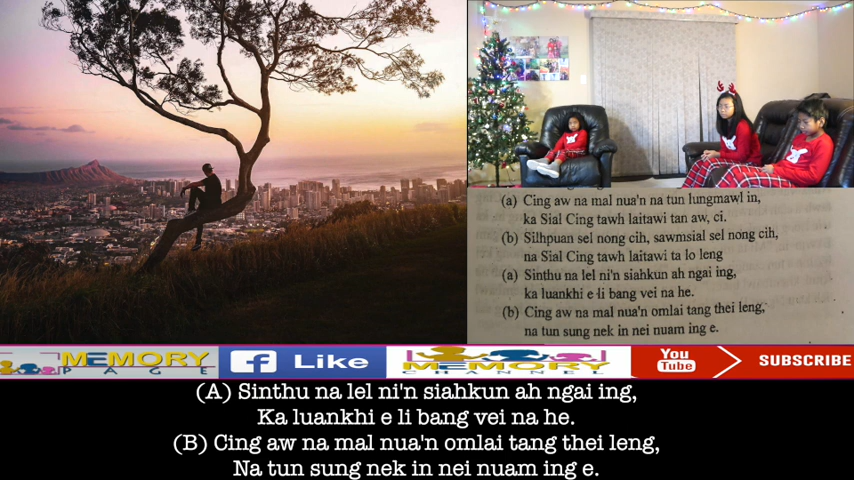 (a) Cing aw na mal nua'n na tun lungmawl in,
ka Sial Cing tawh laitawi tan aw, ci.
(b) Silhpuan sel nong cih, sawmsial sel nong cih,
na Sial Cing tawh laitawi ta lo leng
(a) Sinthu na lel ni'n siahkun ah ngai ing,
ka luankhi e li bang vei na he.
(b) Cing aw na mal nua'n omlai tang thei leng,
na tun sung nek in nei nuam ing e.
MEMORY
PAGE
f Like
MEMORY
CHANNEL
You
Tube
SUBSCRIBE
(A) Sinthu na lel ni'n siahkun ah ngai ing,
Ka luankhi e li bang vei na he.
(B) Cing aw na mal nua'n omlai tang thei leng,
Na tun sung nek in nei nuam ing e.